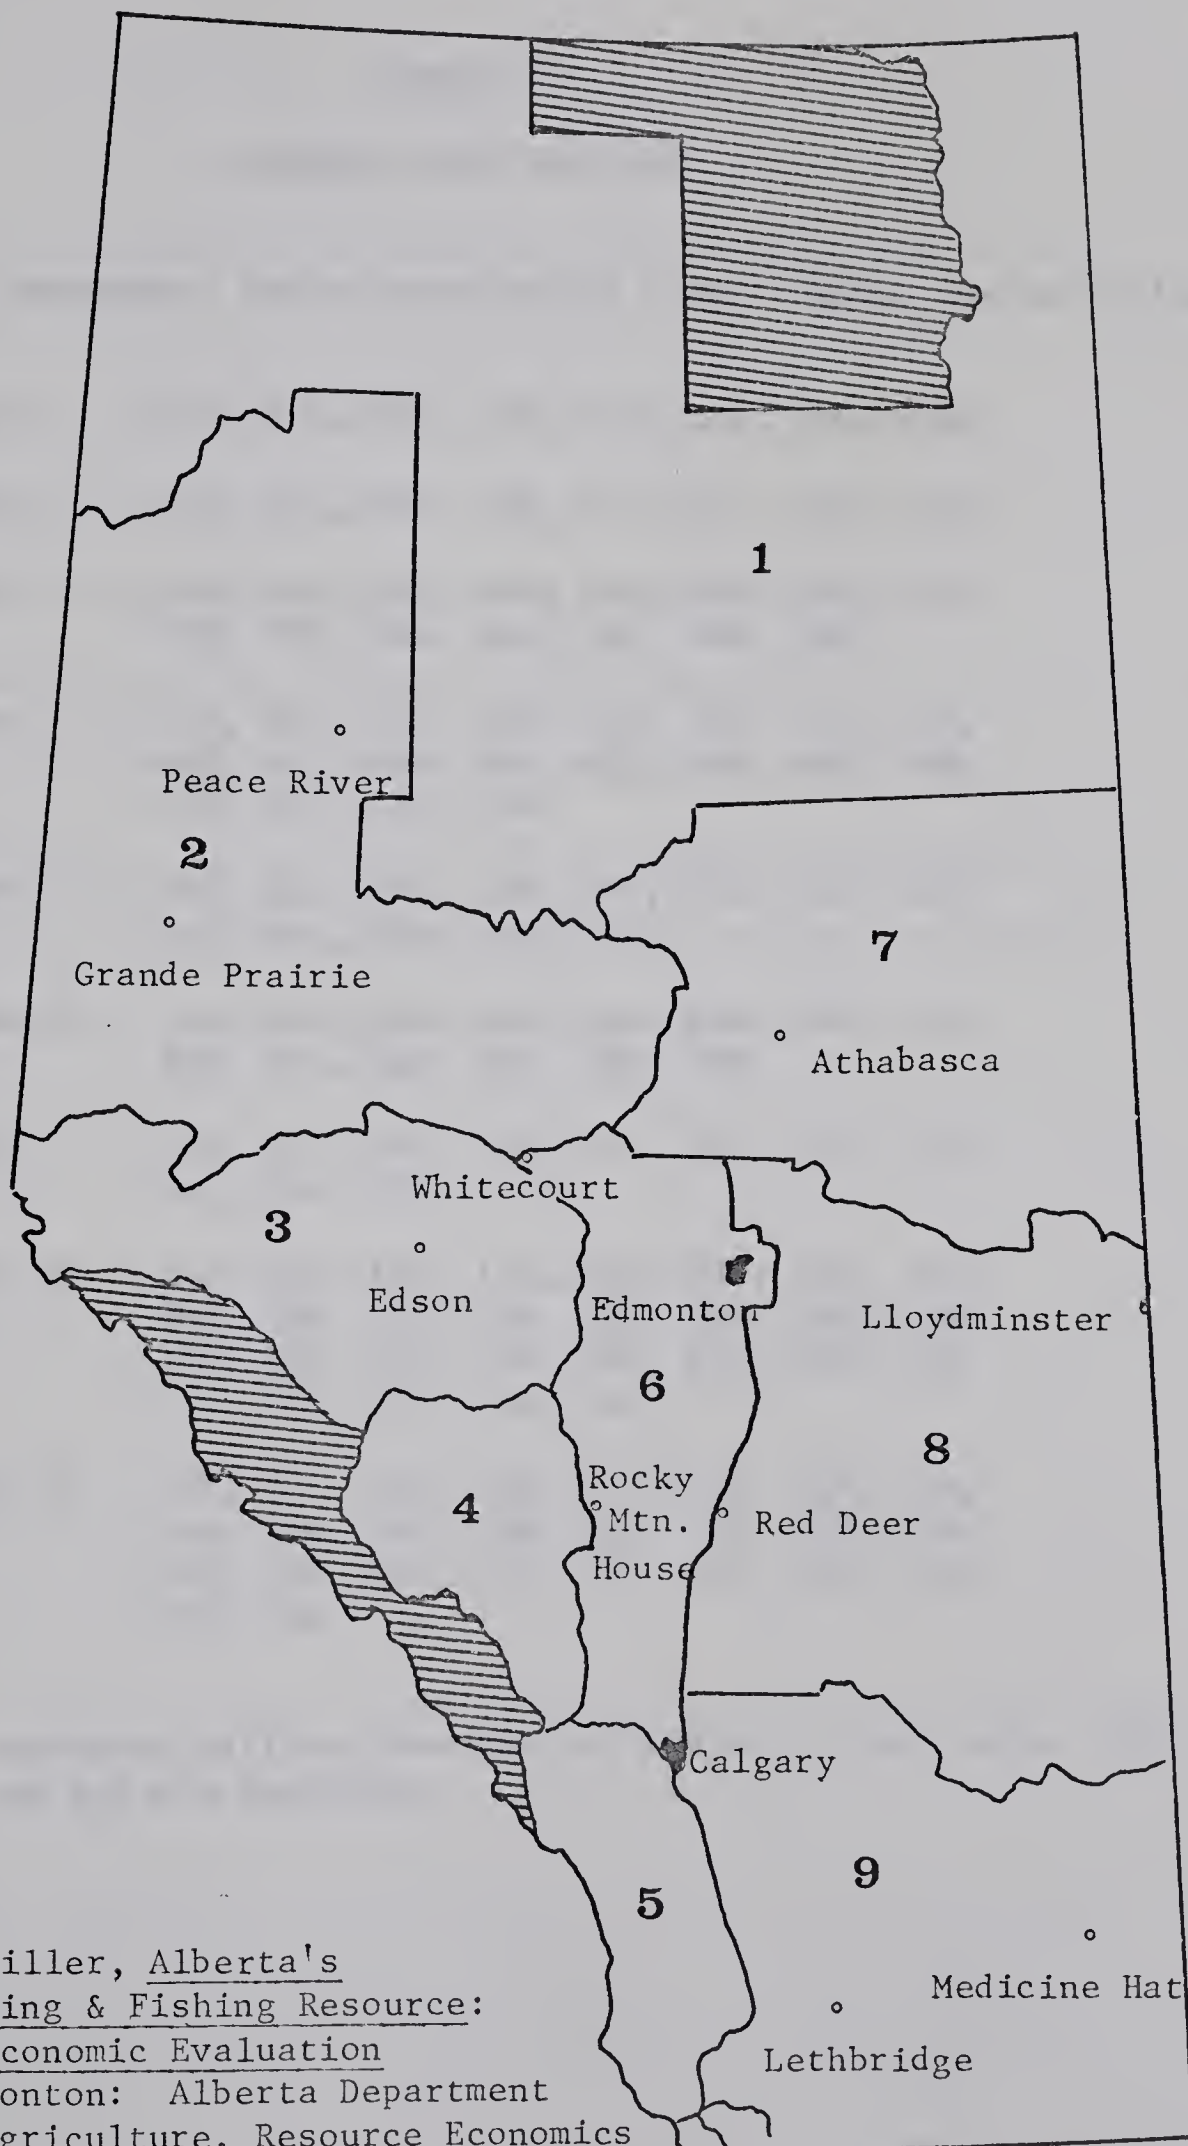 1
Peace River
2
Grande Prairie
7
Athabasca
Whitecourt
3
Edson
Edmonton
Lloydminster
6
8
4
Rocky
Mtn.
House
Red Deer
Calgary
9
5
Medicine Hat
Lethbridge
iller, Alberta's
ing & Fishing Resource:
conomic Evaluation
onton: Alberta Department
griculture, Resource Economics